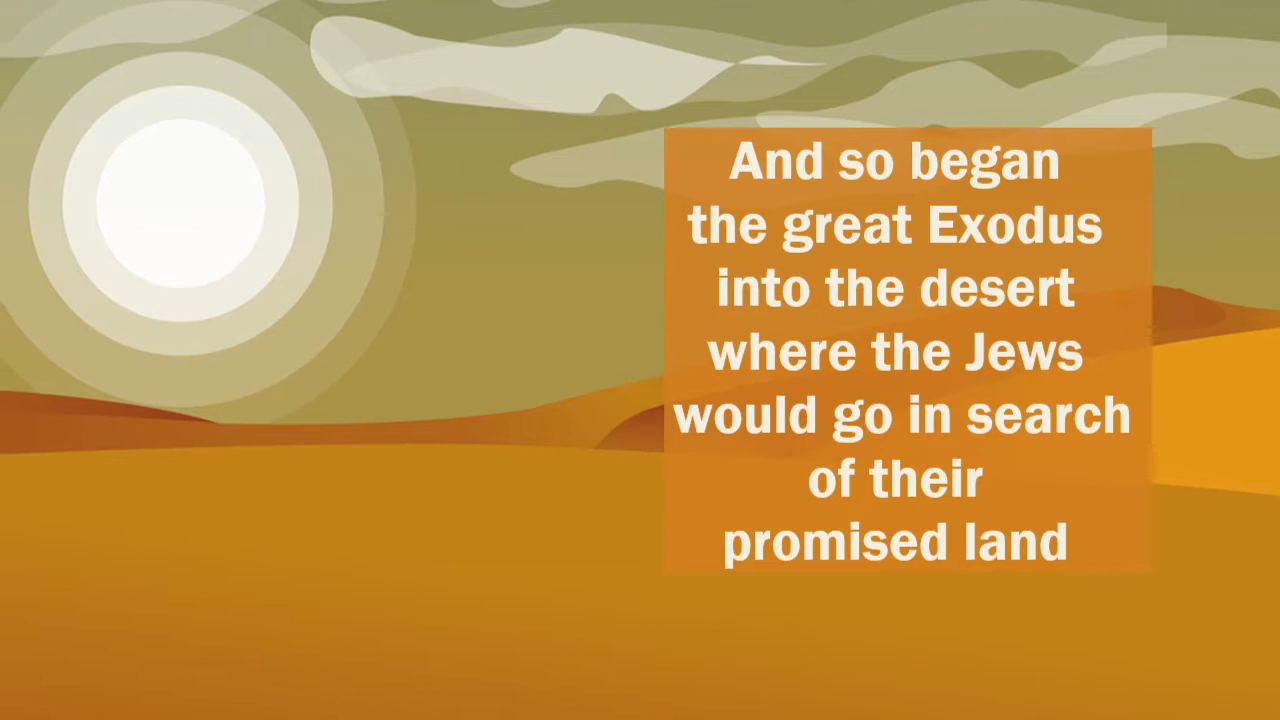 And so began
the great Exodus
into the desert
where the Jews
would go in search
of their
promised land